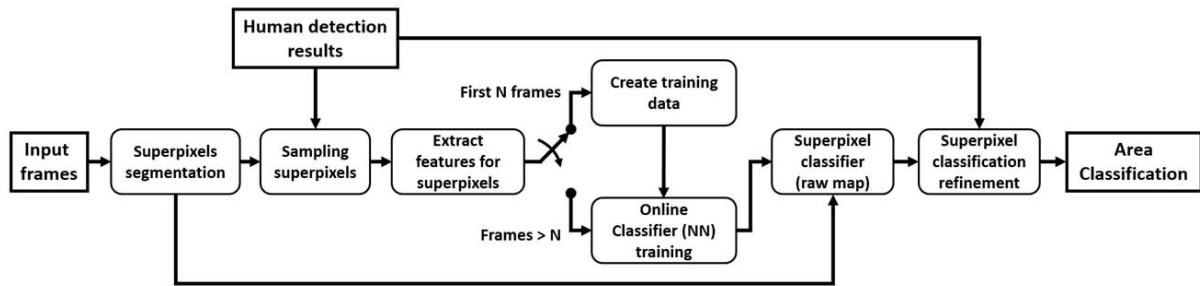 Human detection
results
First N frames
Create training
data
Input
frames
Superpixels
segmentation
Sampling
superpixels
Extract
features for
superpixels
Superpixel
classifier
(raw map)
Superpixel
classification
refinement
Area
Classification
Frames > N
Online
Classifier (NN)
training